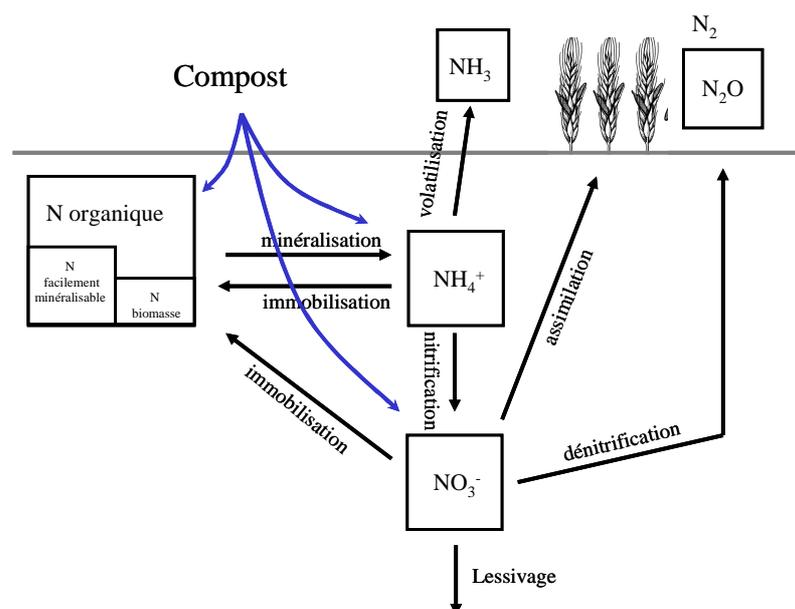 N₂
NH₃
N₂O
Compost
volatilisation
N organique
N
facilement
minéralisable
N
biomasse
minéralisation
immobilisation
NH₄⁺
nitrification
assimilation
immobilisation
dénitrification
NO₃⁻
Lessivage